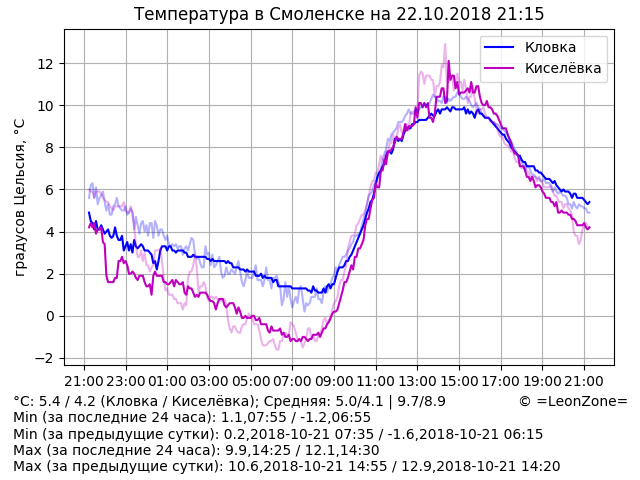 Температура в Смоленске на 22.10.2018 21:15
Кловка
Киселёвка
градусов Цельсия, °C
12
10
8
6
4
2
0
−2
21:00 23:00 01:00 03:00 05:00 07:00 09:00 11:00 13:00 15:00 17:00 19:00 21:00
°C: 5.4 / 4.2 (Кловка / Киселёвка); Средняя: 5.0/4.1 | 9.7/8.9 © =LeonZone=
Min (за последние 24 часа): 1.1,07:55 / -1.2,06:55
Min (за предыдущие сутки): 0.2,2018-10-21 07:35 / -1.6,2018-10-21 06:15
Max (за последние 24 часа): 9.9,14:25 / 12.1,14:30
Max (за предыдущие сутки): 10.6,2018-10-21 14:55 / 12.9,2018-10-21 14:20